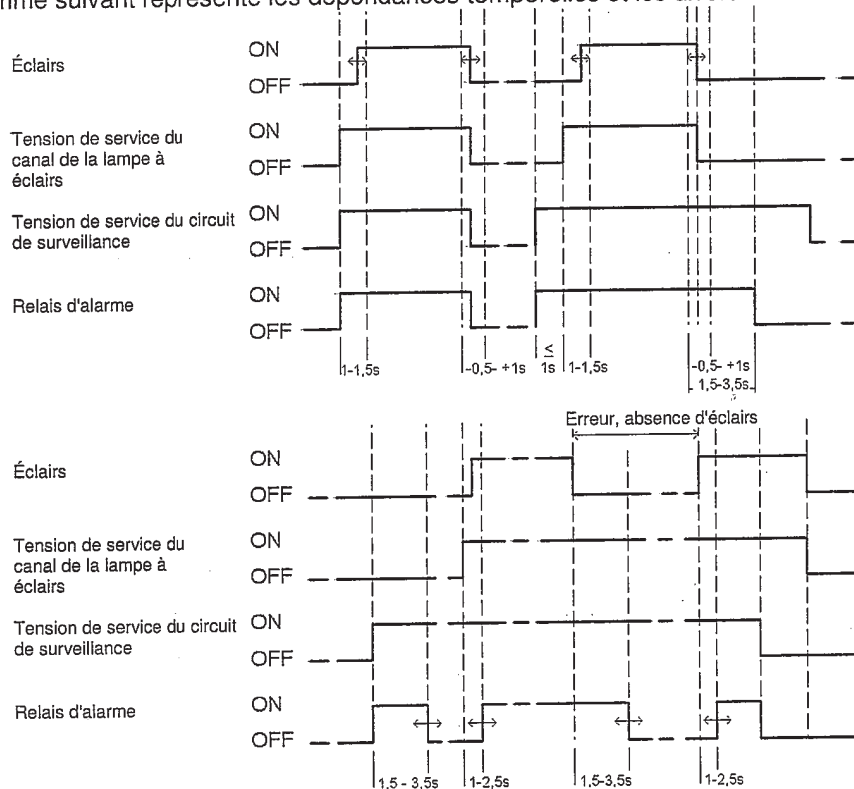 Éclairs
ON
OFF
Tension de service du
canal de la lampe à
éclairs
ON
OFF
Tension de service du circuit
de surveillance
ON
OFF
Relais d'alarme
ON
OFF
1-1,5s
-0,5- +1s
≤
1s
1-1,5s
-0,5- +1s
1,5-3,5s
Erreur, absence d'éclairs
Éclairs
ON
OFF
Tension de service du
canal de la lampe à
éclairs
ON
OFF
Tension de service du circuit
de surveillance
ON
OFF
Relais d'alarme
ON
OFF
1,5 - 3,5s
1-2,5s
1,5-3,5s
1-2,5s